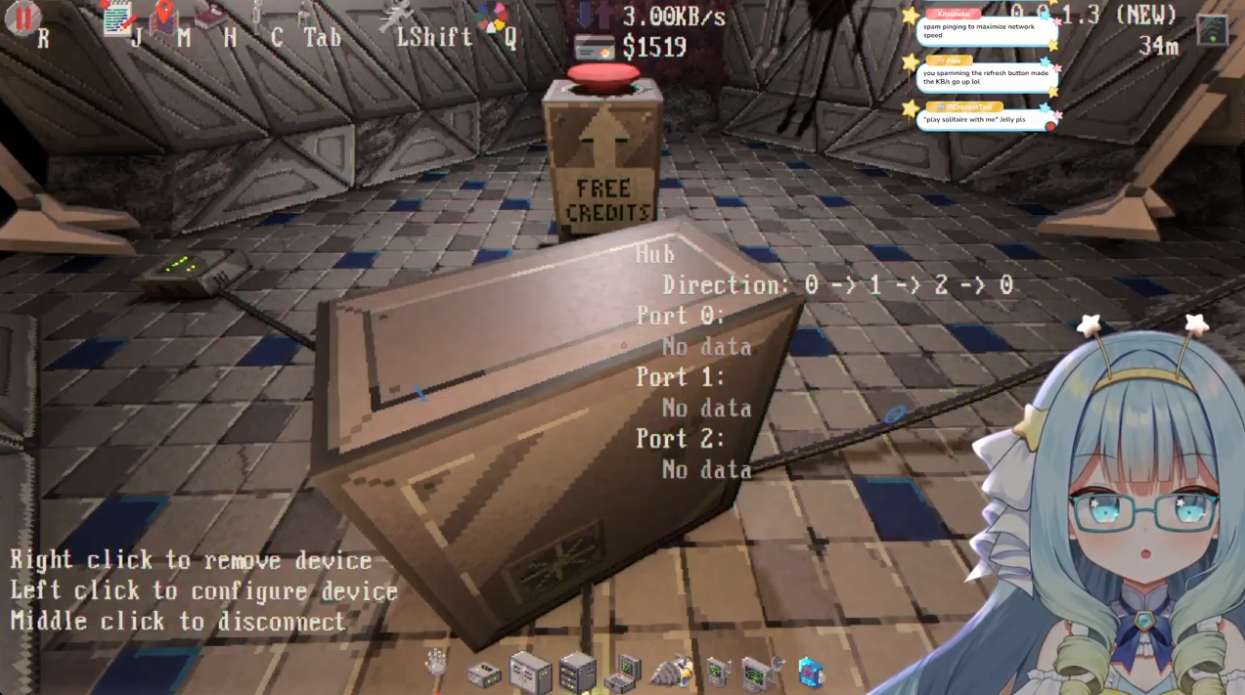 R
J
M
H
C
Tab
LShift
Q
3.00KB/s
$1519
(NEW)
34m
spam pinging to maximize network
speed
you spamming the refresh button made
the KB/s go up lol
"play solitaire with me" Jelly pls
FREE
CREDITS
Hub
Direction: 0 -> 1 -> 2 -> 0
Port 0:
No data
Port 1:
No data
Port 2:
No data
Right click to remove device
Left click to configure device
Middle click to disconnect